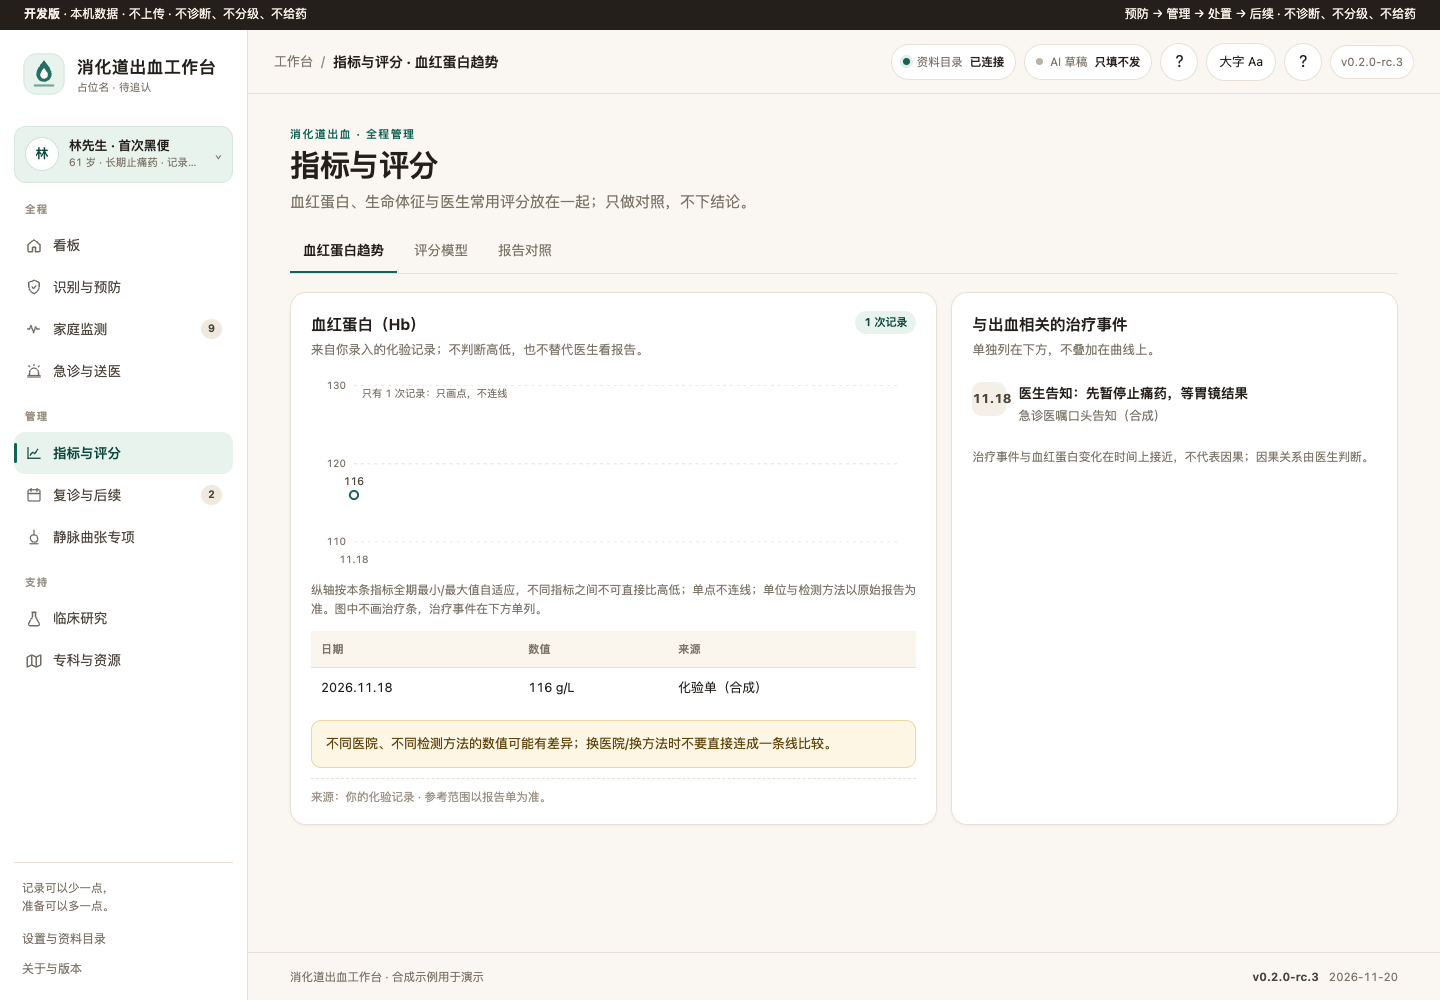 开发版 · 本机数据 · 不上传 · 不诊断、不分级、不给药
预防 → 管理 → 处置 → 后续 · 不诊断、不分级、不给药
消化道出血工作台
占位名 · 待追认
林
林先生 · 首次黑便
61 岁 · 长期止痛药 · 记录...
全程
看板
识别与预防
家庭监测
9
急诊与送医
管理
指标与评分
复诊与后续
2
静脉曲张专项
支持
临床研究
专科与资源
记录可以少一点，
准备可以多一点。
设置与资料目录
关于与版本
工作台 / 指标与评分 · 血红蛋白趋势
资料目录 已连接
AI 草稿 只填不发
?
大字 Aa
?
v0.2.0-rc.3
消化道出血 · 全程管理
指标与评分
血红蛋白、生命体征与医生常用评分放在一起；只做对照，不下结论。
血红蛋白趋势
评分模型
报告对照
血红蛋白（Hb）
1 次记录
来自你录入的化验记录；不判断高低，也不替代医生看报告。
130
只有 1 次记录：只画点，不连线
120
116
110
11.18
纵轴按本条指标全期最小/最大值自适应，不同指标之间不可直接比高低；单点不连线；单位与检测方法以原始报告为
准。图中不画治疗条，治疗事件在下方单列。
日期 数值 来源
2026.11.18 116 g/L 化验单（合成）
不同医院、不同检测方法的数值可能有差异；换医院/换方法时不要直接连成一条线比较。
来源：你的化验记录 · 参考范围以报告单为准。
与出血相关的治疗事件
单独列在下方，不叠加在曲线上。
11.18
医生告知：先暂停止痛药，等胃镜结果
急诊医嘱口头告知（合成）
治疗事件与血红蛋白变化在时间上接近，不代表因果；因果关系由医生判断。
消化道出血工作台 · 合成示例用于演示
v0.2.0-rc.3 2026-11-20